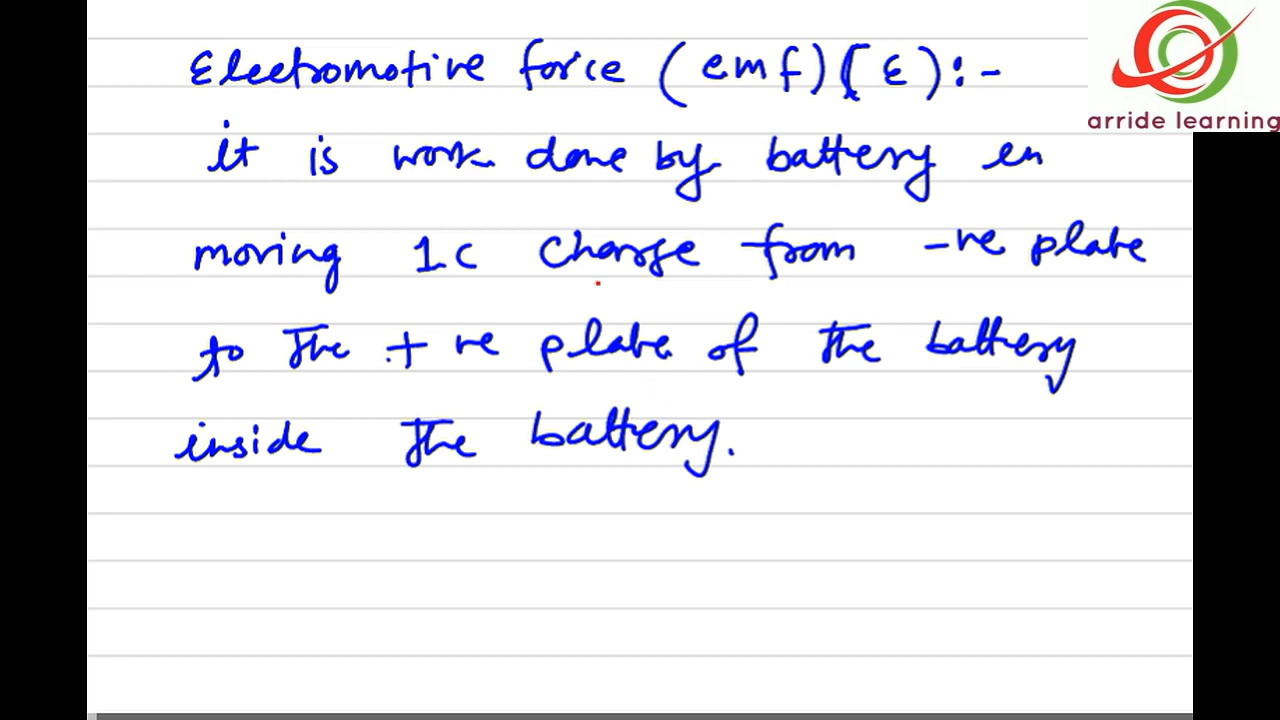 Electromotive force (emf)(ε):-
arride learning
it is work done by battery in
moving 1C charge from -ve plate
to the +ve plate of the battery
inside the battery.